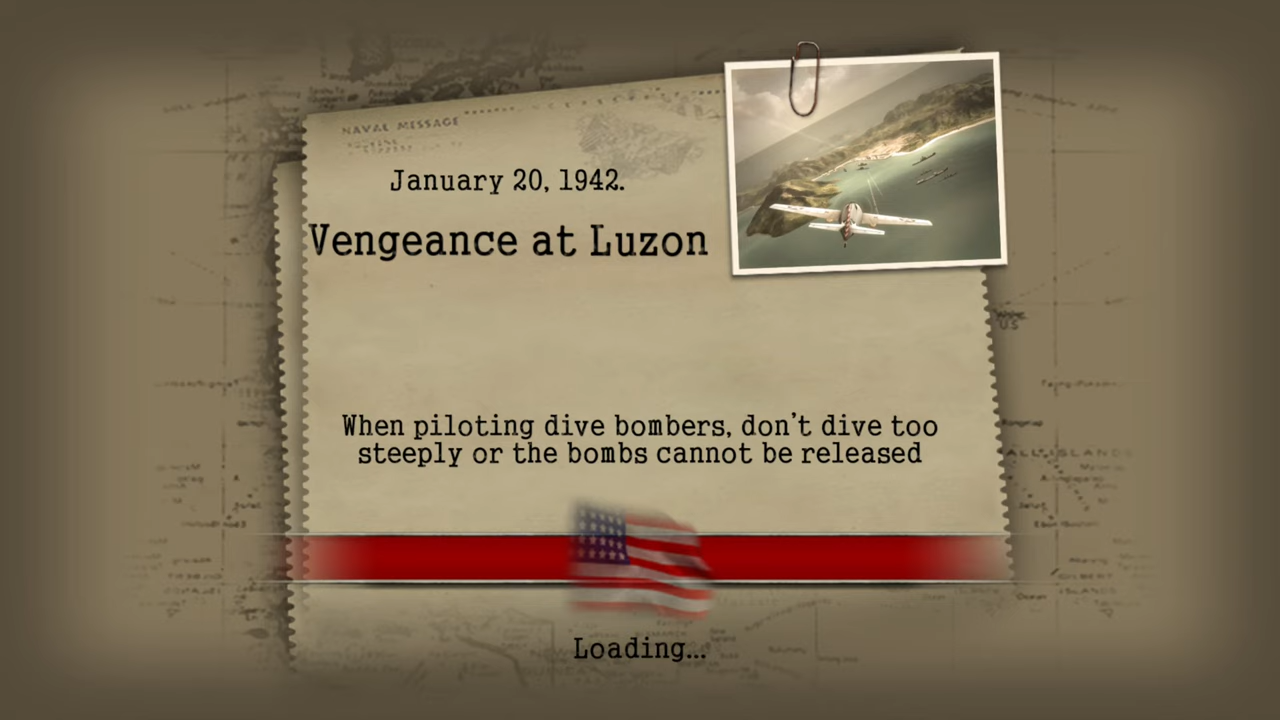 NAVAL MESSAGE
January 20, 1942.
Vengeance at Luzon
When piloting dive bombers, don't dive too
steeply or the bombs cannot be released
U.S
Loading...